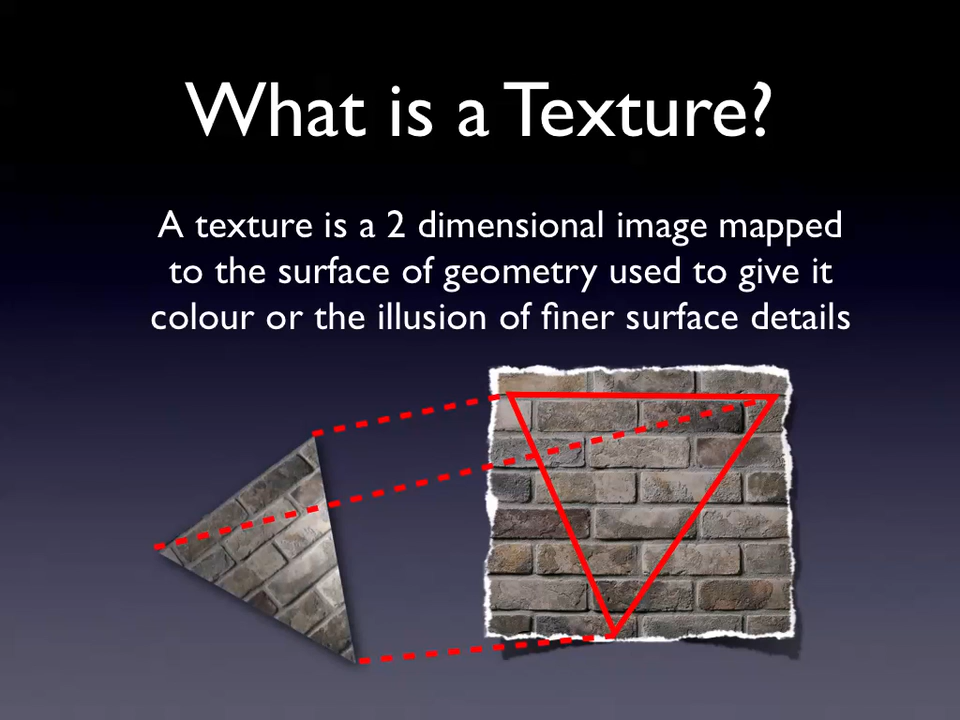 What is a Texture?
A texture is a 2 dimensional image mapped
to the surface of geometry used to give it
colour or the illusion of finer surface details